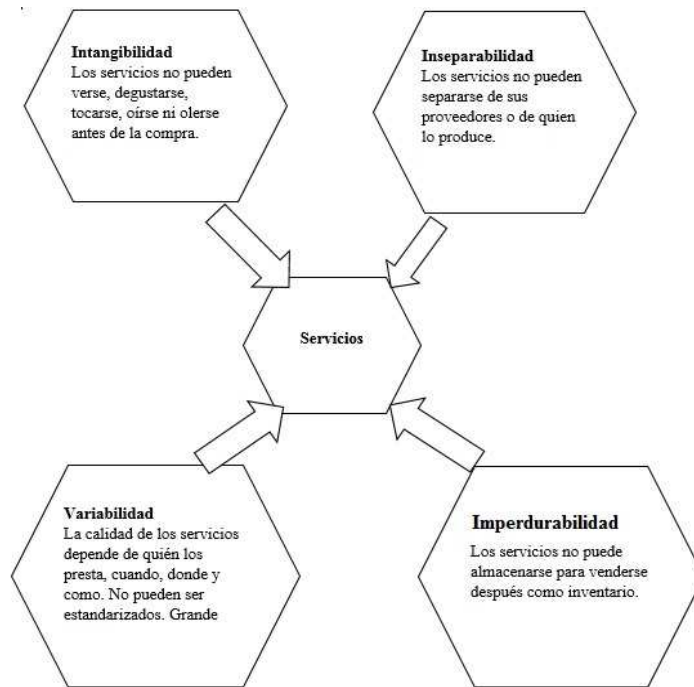 Intangibilidad
Los servicios no pueden
verse, degustarse,
tocarse, oírse ni olerse
antes de la compra.
Inseparabilidad
Los servicios no pueden
separarse de sus
proveedores o de quien
lo produce.
Servicios
Variabilidad
La calidad de los servicios
depende de quién los
presta, cuando, donde y
como. No pueden ser
estandarizados. Grande
Imperdurabilidad
Los servicios no puede
almacenarse para venderse
después como inventario.